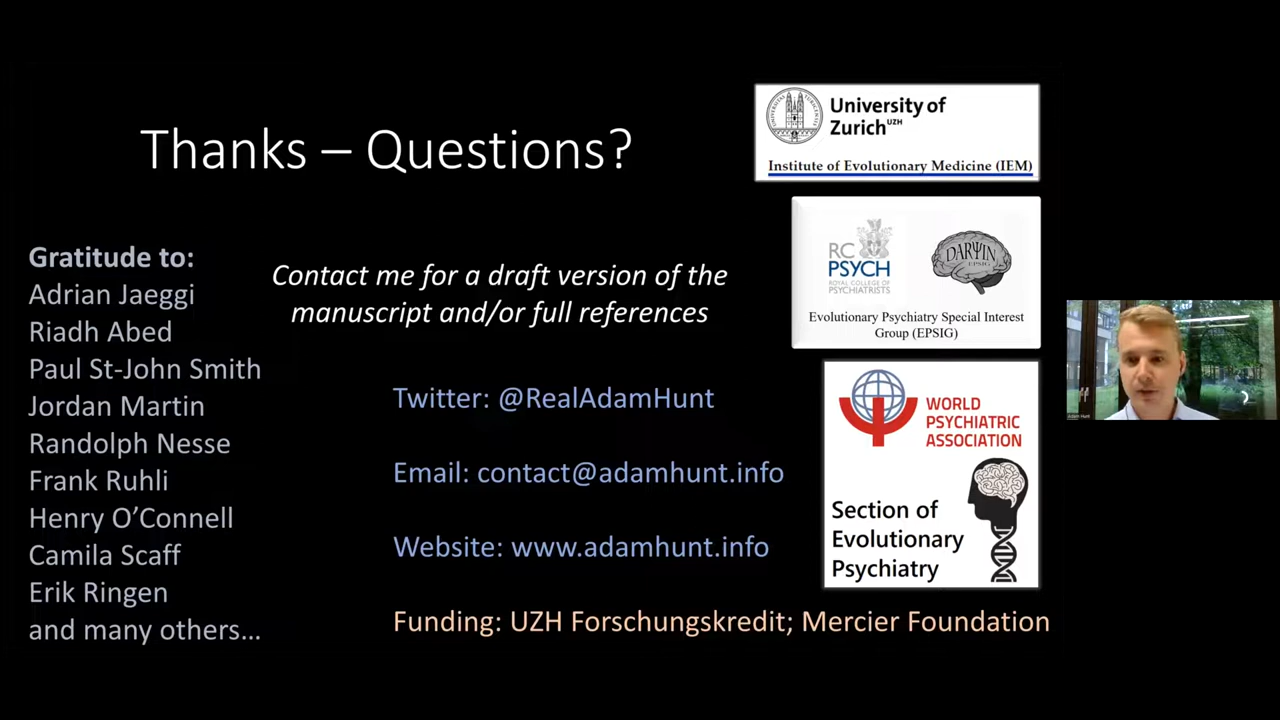 Thanks – Questions?
Gratitude to:
Adrian Jaeggi
Riadh Abed
Paul St-John Smith
Jordan Martin
Randolph Nesse
Frank Ruhli
Henry O’Connell
Camila Scaff
Erik Ringen
and many others…
Contact me for a draft version of the
manuscript and/or full references
Twitter: @RealAdamHunt
Email: contact@adamhunt.info
Website: www.adamhunt.info
Funding: UZH Forschungskredit; Mercier Foundation
University of
Zurich UZH
Institute of Evolutionary Medicine (IEM)
RC
PSYCH
ROYAL COLLEGE OF
PSYCHIATRISTS
DARWIN
EPSIG
Evolutionary Psychiatry Special Interest
Group (EPSIG)
WORLD
PSYCHIATRIC
ASSOCIATION
Section of
Evolutionary
Psychiatry
Adam Hunt